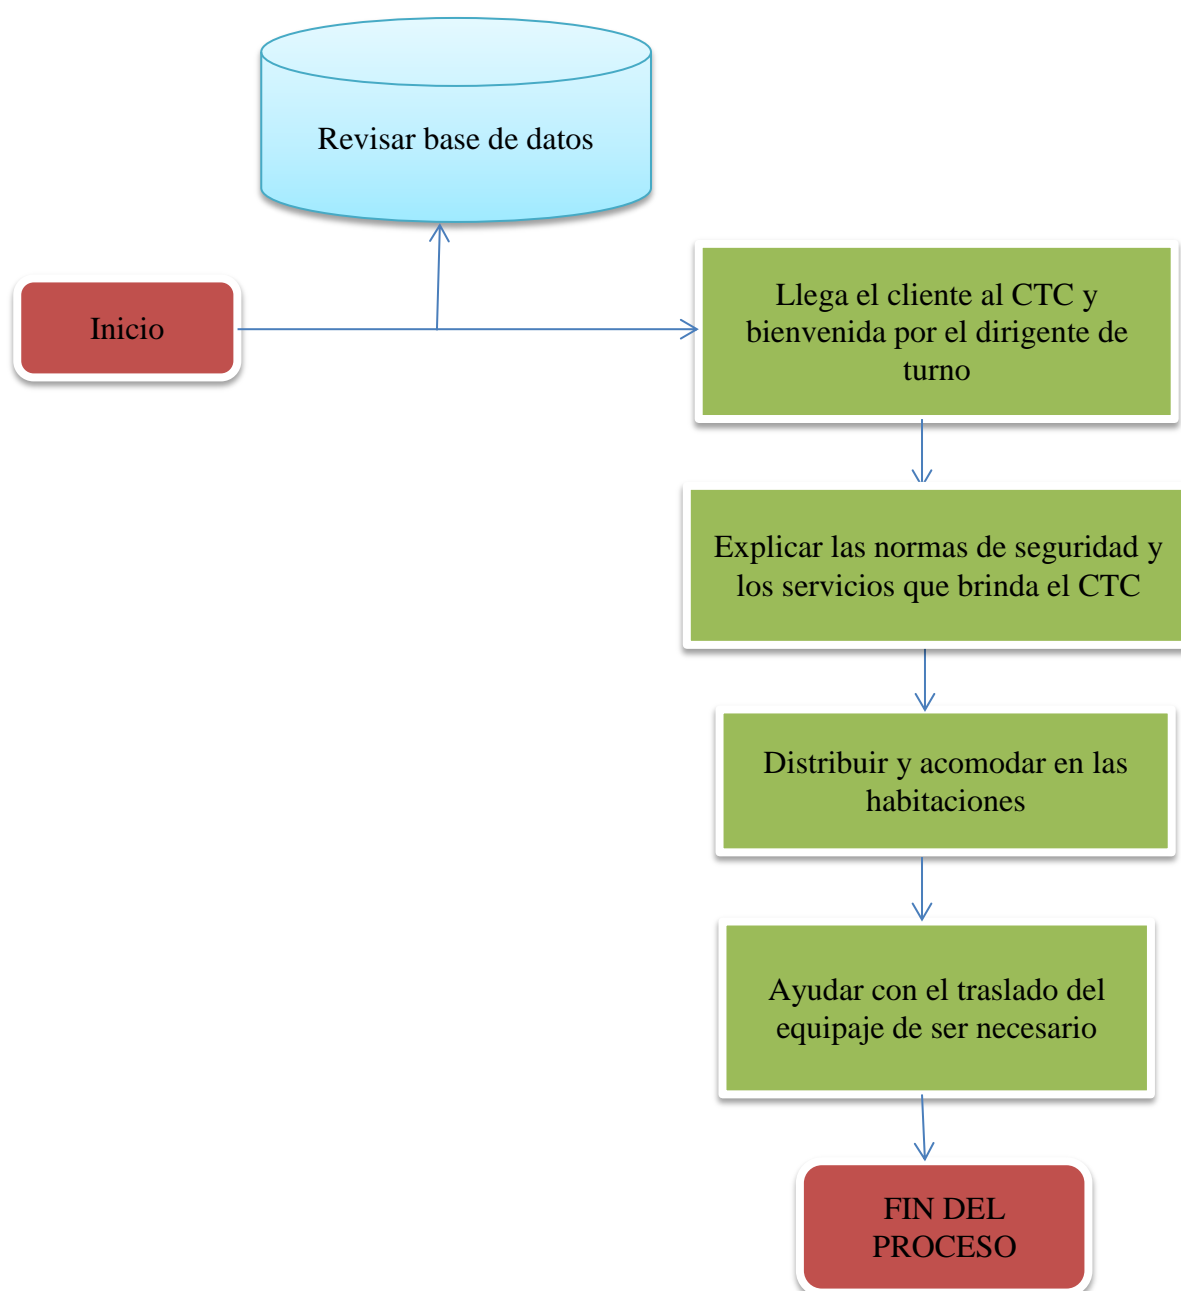 Revisar base de datos
Inicio
Llega el cliente al CTC y
bienvenida por el dirigente de
turno
Explicar las normas de seguridad y
los servicios que brinda el CTC
Distribuir y acomodar en las
habitaciones
Ayudar con el traslado del
equipaje de ser necesario
FIN DEL
PROCESO